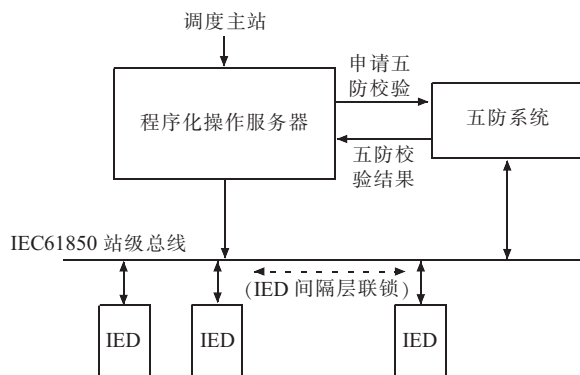 调度主站
申请五
防校验
程序化操作服务器
五防系统
五防校
验结果
IEC61850 站级总线
(IED 间隔层联锁)
IED
IED
IED